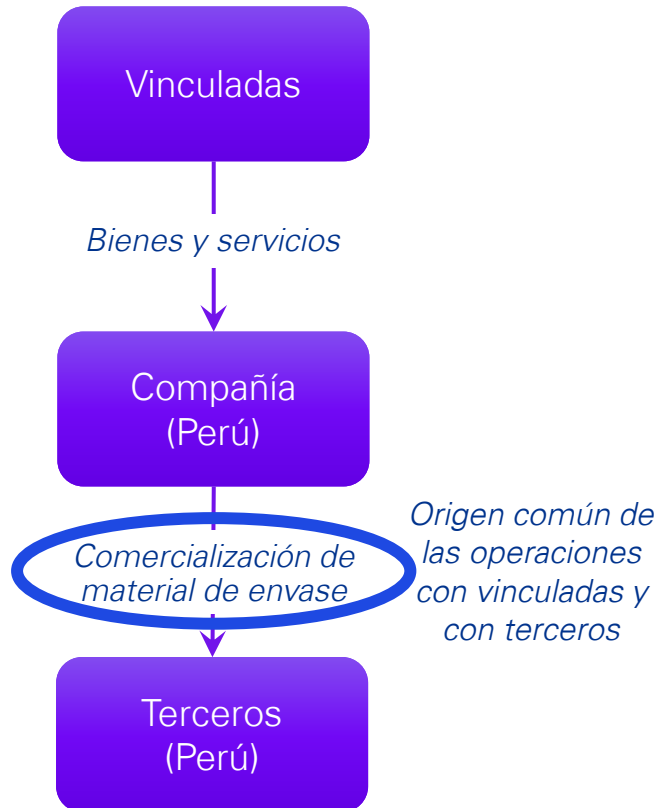 Vinculadas
Bienes y servicios
Compañía
(Perú)
Comercialización de
material de envase
Origen común de
las operaciones
con vinculadas y
con terceros
Terceros
(Perú)